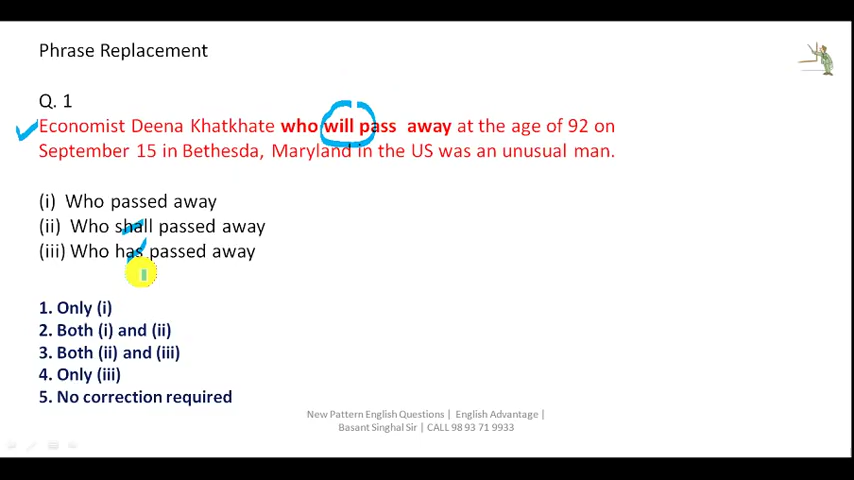 Phrase Replacement
Q. 1
Economist Deena Khatkhate who will pass away at the age of 92 on
September 15 in Bethesda, Maryland in the US was an unusual man.
(i) Who passed away
(ii) Who shall passed away
(iii) Who has passed away
1. Only (i)
2. Both (i) and (ii)
3. Both (ii) and (iii)
4. Only (iii)
5. No correction required
New Pattern English Questions | English Advantage |
Basant Singhal Sir | CALL 98 93 71 9933